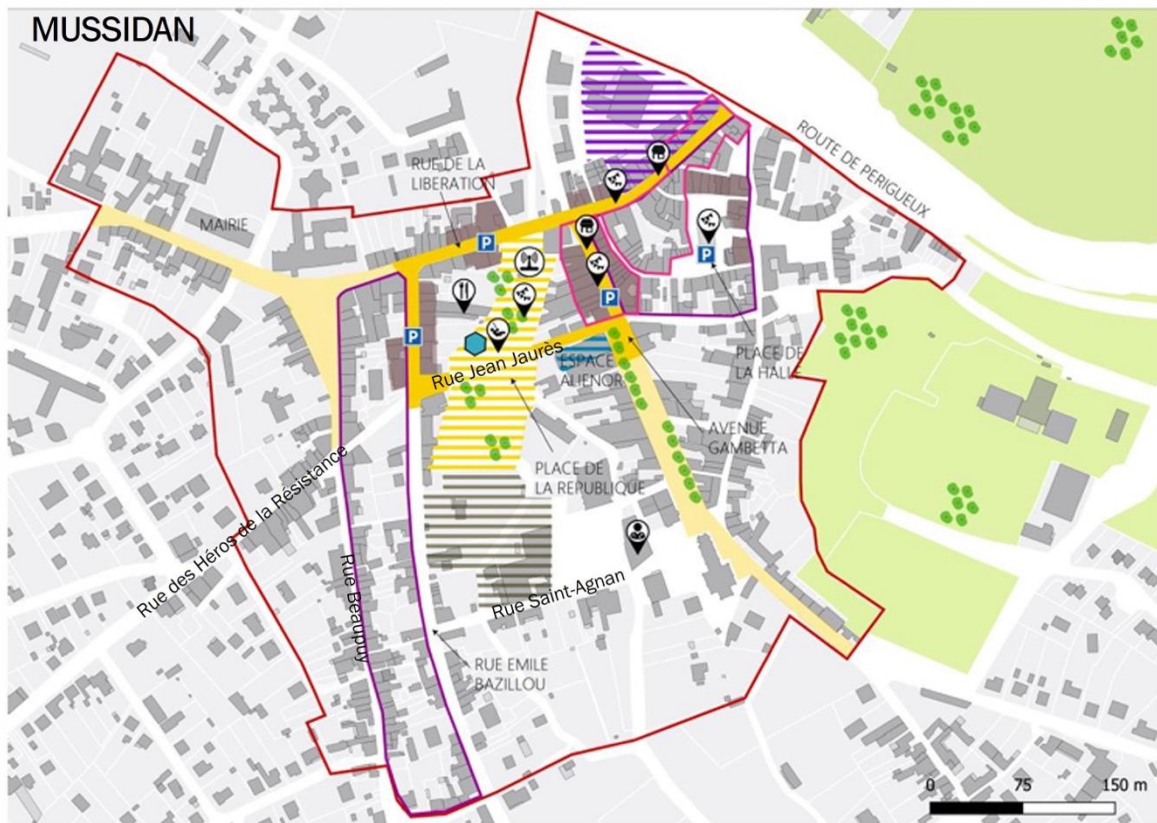 MUSSIDAN
ROUTE DE PERIGUEUX
RUE DE LA
LIBERATION
MAIRIE
P
P
P
P
Rue Jean Jaurès
ESPACE
ALIENOR
PLACE DE
LA HALLE
AVENUE
GAMBETTA
PLACE DE
LA REPUBLIQUE
Rue des Héros de la Résistance
Rue Beaupuy
Rue Saint-Agnan
RUE EMILE
BAZILLOU
0 75 150 m